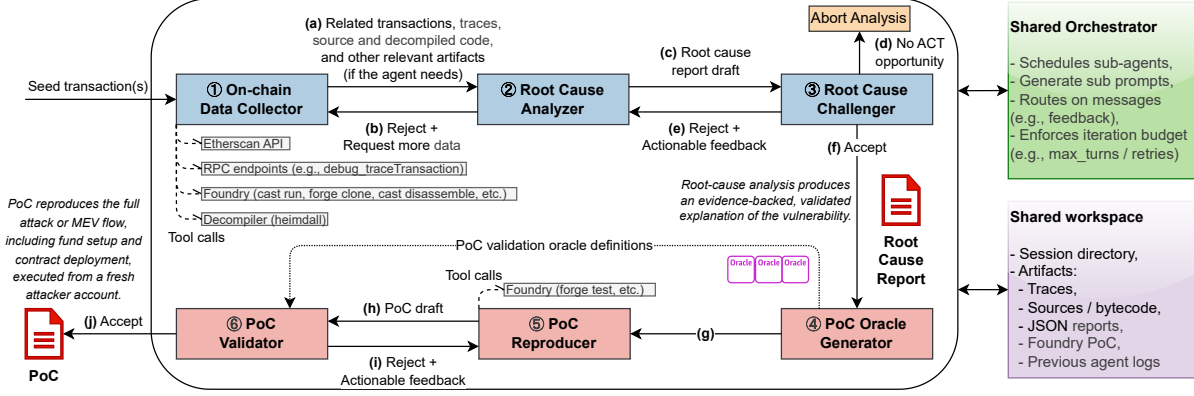 Seed transaction(s)
① On-chain
Data Collector
(a) Related transactions, traces,
source and decompiled code,
and other relevant artifacts
(if the agent needs)
(b) Reject +
Request more data
② Root Cause
Analyzer
(c) Root cause
report draft
(e) Reject +
Actionable feedback
③ Root Cause
Challenger
Abort Analysis
(d) No ACT
opportunity
(f) Accept
Etherscan API
RPC endpoints (e.g., debug_traceTransaction)
Foundry (cast run, forge clone, cast disassemble, etc.)
Decompiler (heimdall)
Tool calls
Root-cause analysis produces
an evidence-backed, validated
explanation of the vulnerability.
Root
Cause
Report
PoC validation oracle definitions
Oracle
Oracle
Oracle
④ PoC Oracle
Generator
(g)
Tool calls
Foundry (forge test, etc.)
⑤ PoC
Reproducer
(h) PoC draft
(i) Reject +
Actionable feedback
⑥ PoC
Validator
(j) Accept
PoC reproduces the full
attack or MEV flow,
including fund setup and
contract deployment,
executed from a fresh
attacker account.
PoC
Shared Orchestrator
- Schedules sub-agents,
- Generate sub prompts,
- Routes on messages
(e.g., feedback),
- Enforces iteration budget
(e.g., max_turns / retries)
Shared workspace
- Session directory,
- Artifacts:
- Traces,
- Sources / bytecode,
- JSON reports,
- Foundry PoC,
- Previous agent logs